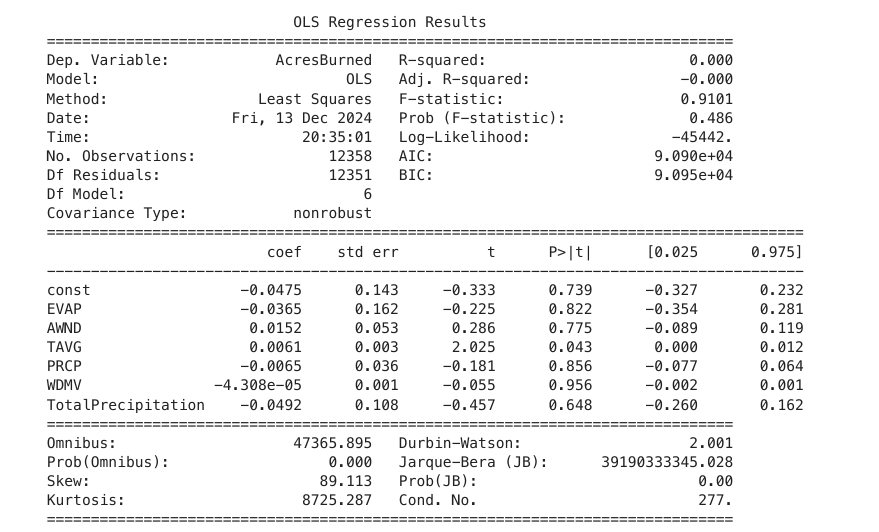 OLS Regression Results
==============================================================================
Dep. Variable: AcresBurned R-squared: 0.000
Model: OLS Adj. R-squared: -0.000
Method: Least Squares F-statistic: 0.9101
Date: Fri, 13 Dec 2024 Prob (F-statistic): 0.486
Time: 20:35:01 Log-Likelihood: -45442.
No. Observations: 12358 AIC: 9.090e+04
Df Residuals: 12351 BIC: 9.095e+04
Df Model: 6
Covariance Type: nonrobust
======================================================================================
coef std err t P>|t| [0.025 0.975]
--------------------------------------------------------------------------------------
const -0.0475 0.143 -0.333 0.739 -0.327 0.232
EVAP -0.0365 0.162 -0.225 0.822 -0.354 0.281
AWND 0.0152 0.053 0.286 0.775 -0.089 0.119
TAVG 0.0061 0.003 2.025 0.043 0.000 0.012
PRCP -0.0065 0.036 -0.181 0.856 -0.077 0.064
WDMV -4.308e-05 0.001 -0.055 0.956 -0.002 0.001
TotalPrecipitation -0.0492 0.108 -0.457 0.648 -0.260 0.162
==============================================================================
Omnibus: 47365.895 Durbin-Watson: 2.001
Prob(Omnibus): 0.000 Jarque-Bera (JB): 39190333345.028
Skew: 89.113 Prob(JB): 0.00
Kurtosis: 8725.287 Cond. No. 277.
==============================================================================